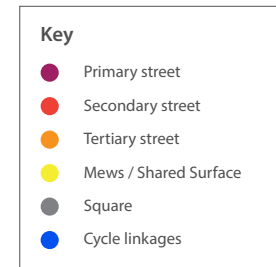 Key
Primary street
Secondary street
Tertiary street
Mews / Shared Surface
Square
Cycle linkages